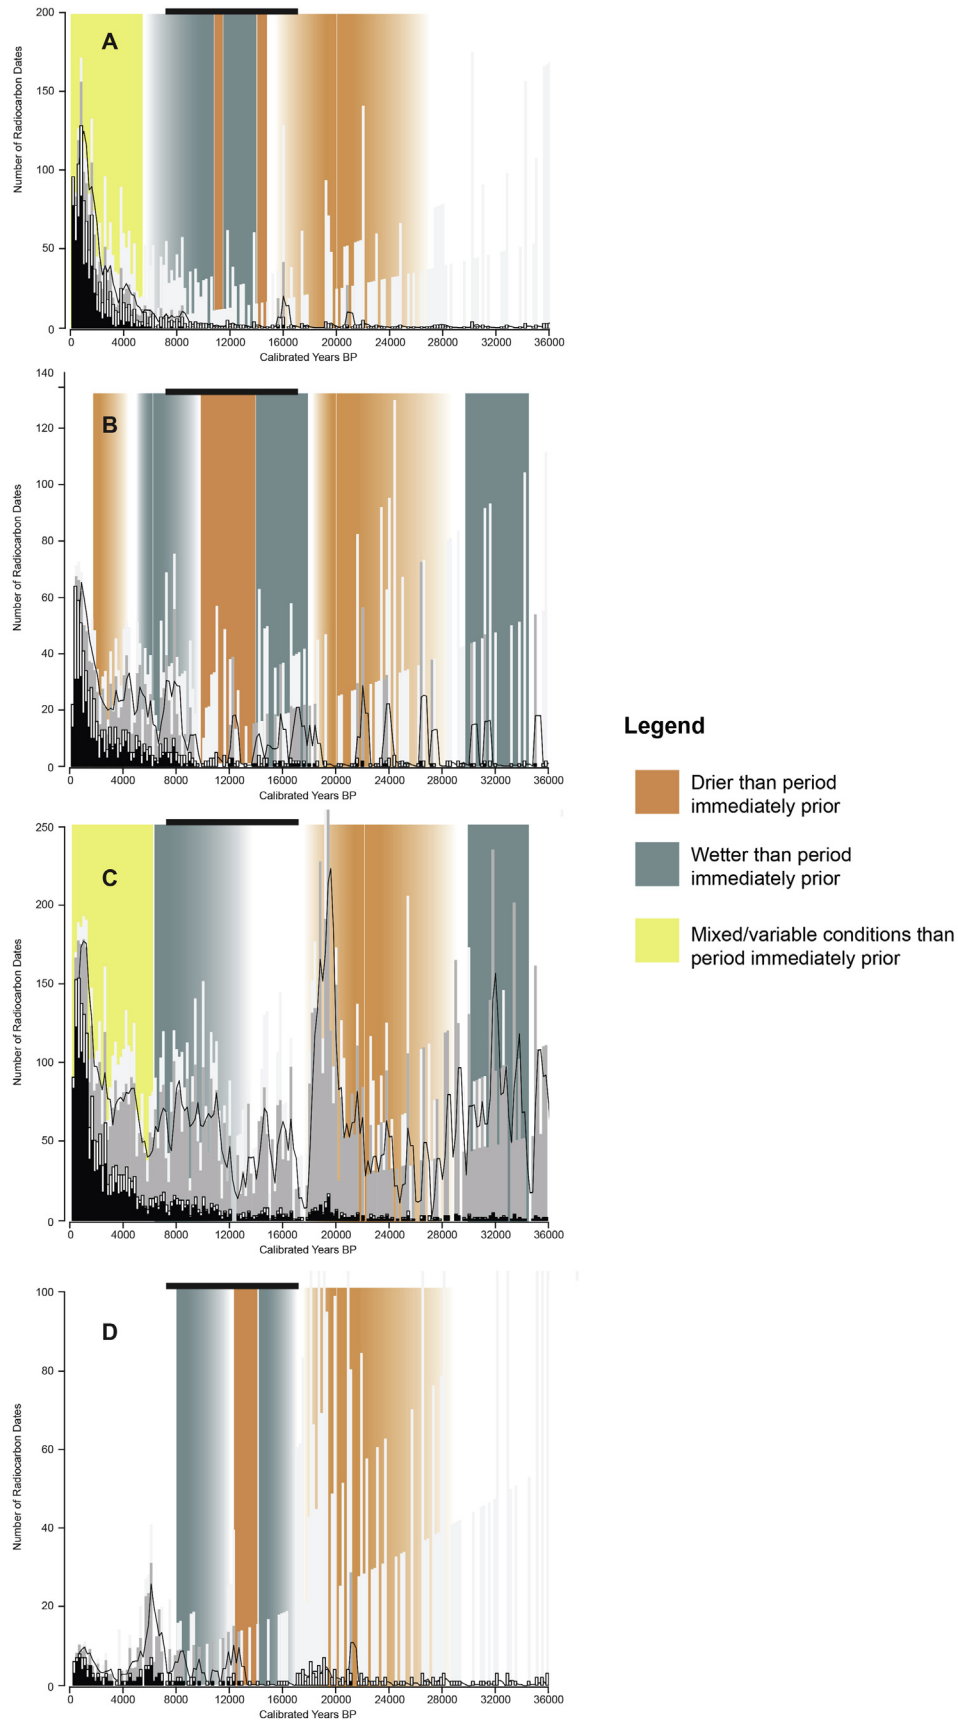 A
Number of Radiocarbon Dates
200
150
100
50
0
0 4000 8000 12000 16000 20000 24000 28000 32000 36000
Calibrated Years BP
B
Number of Radiocarbon Dates
140
120
100
80
60
40
20
0
0 4000 8000 12000 16000 20000 24000 28000 32000 36000
Calibrated Years BP
C
Number of Radiocarbon Dates
250
200
150
100
50
0
0 4000 8000 12000 16000 20000 24000 28000 32000 36000
Calibrated Years BP
D
Number of Radiocarbon Dates
100
80
60
40
20
0
0 4000 8000 12000 16000 20000 24000 28000 32000 36000
Calibrated Years BP
Legend
Drier than period
immediately prior
Wetter than period
immediately prior
Mixed/variable conditions than
period immediately prior